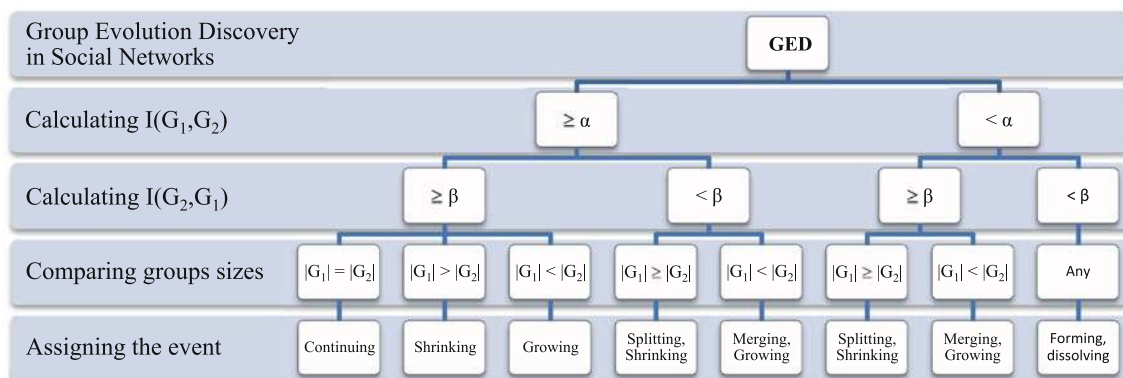 Group Evolution Discovery
in Social Networks
GED
Calculating I(G₁,G₂)
≥ α
< α
Calculating I(G₂,G₁)
≥ β
< β
≥ β
< β
Comparing groups sizes
|G₁| = |G₂|
|G₁| > |G₂|
|G₁| < |G₂|
|G₁| ≥ |G₂|
|G₁| < |G₂|
|G₁| ≥ |G₂|
|G₁| < |G₂|
Any
Assigning the event
Continuing
Shrinking
Growing
Splitting,
Shrinking
Merging,
Growing
Splitting,
Shrinking
Merging,
Growing
Forming,
dissolving